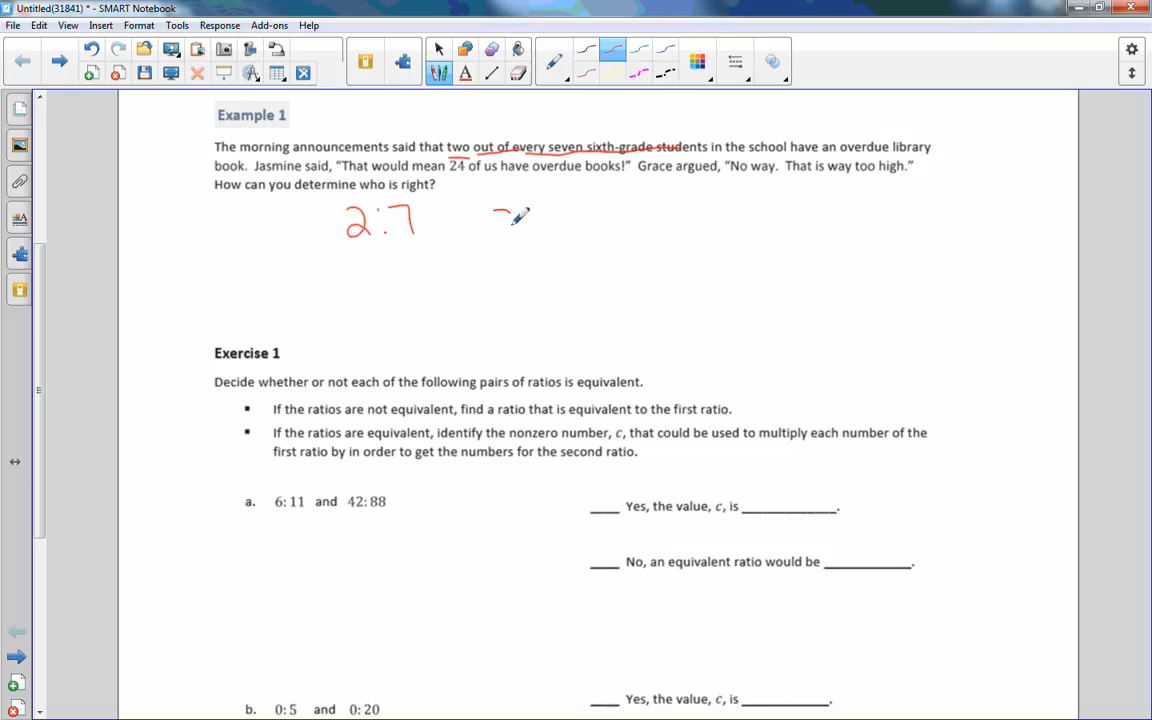 Untitled(31841) * - SMART Notebook
File Edit View Insert Format Tools Response Add-ons Help
Example 1
The morning announcements said that two out of every seven sixth-grade students in the school have an overdue library
book. Jasmine said, “That would mean 24 of us have overdue books!” Grace argued, “No way. That is way too high.”
How can you determine who is right?
2:7
Exercise 1
Decide whether or not each of the following pairs of ratios is equivalent.
▪ If the ratios are not equivalent, find a ratio that is equivalent to the first ratio.
▪ If the ratios are equivalent, identify the nonzero number, c, that could be used to multiply each number of the
first ratio by in order to get the numbers for the second ratio.
a. 6:11 and 42:88 ____ Yes, the value, c, is ______________.
____ No, an equivalent ratio would be _____________.
b. 0:5 and 0:20 ____ Yes, the value, c, is _____________.